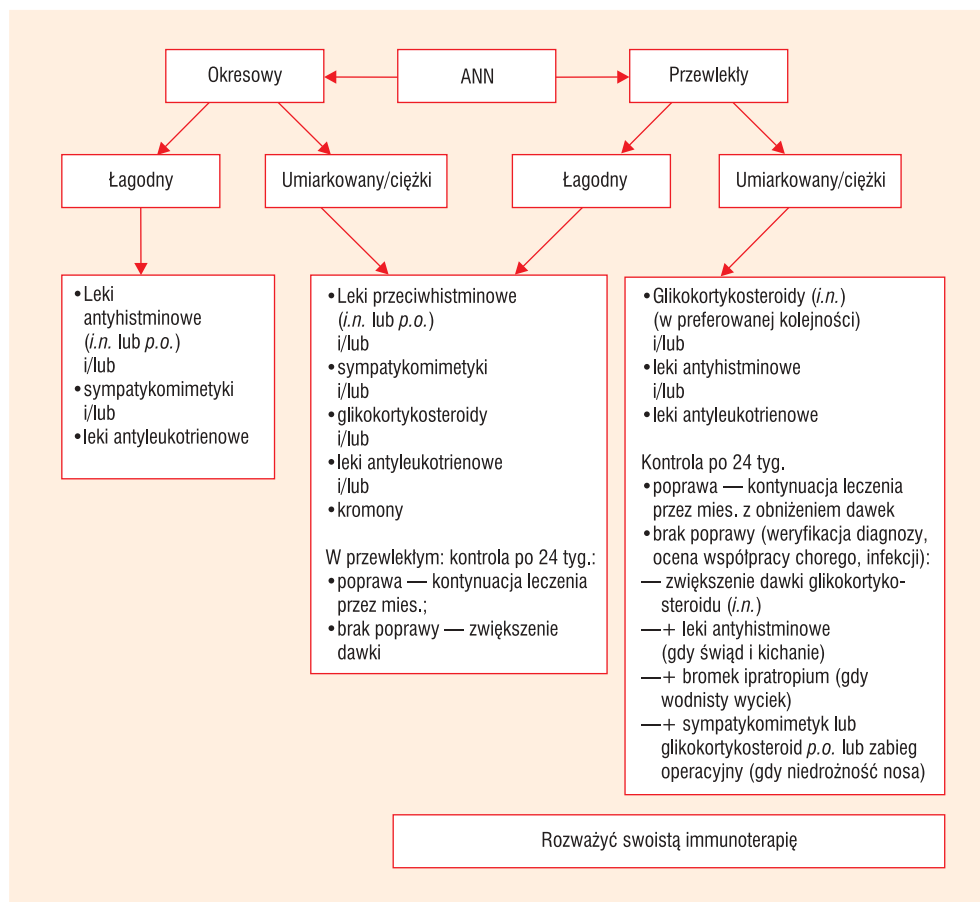 Okresowy
ANN
Przewlekły
Łagodny
Umiarkowany/ciężki
Łagodny
Umiarkowany/ciężki
•Leki
antyhistminowe
(i.n. lub p.o.)
i/lub
•sympatykomimetyki
i/lub
•leki antyleukotrienowe
•Leki przeciwhistminowe
(i.n. lub p.o.)
i/lub
•sympatykomimetyki
i/lub
•glikokortykosteroidy
i/lub
•leki antyleukotrienowe
i/lub
•kromony
W przewlekłym: kontrola po 24 tyg.:
•poprawa — kontynuacja leczenia
przez mies.;
•brak poprawy — zwiększenie
dawki
•Glikokortykosteroidy (i.n.)
(w preferowanej kolejności)
i/lub
•leki antyhistminowe
i/lub
•leki antyleukotrienowe
Kontrola po 24 tyg.
•poprawa — kontynuacja leczenia
przez mies. z obniżeniem dawek
•brak poprawy (weryfikacja diagnozy,
ocena współpracy chorego, infekcji):
— zwiększenie dawki glikokortyko-
steroidu (i.n.)
—+ leki antyhistminowe
(gdy świąd i kichanie)
—+ bromek ipratropium (gdy
wodnisty wyciek)
—+ sympatykomimetyk lub
glikokortykosteroid p.o. lub zabieg
operacyjny (gdy niedrożność nosa)
Rozważyć swoistą immunoterapię